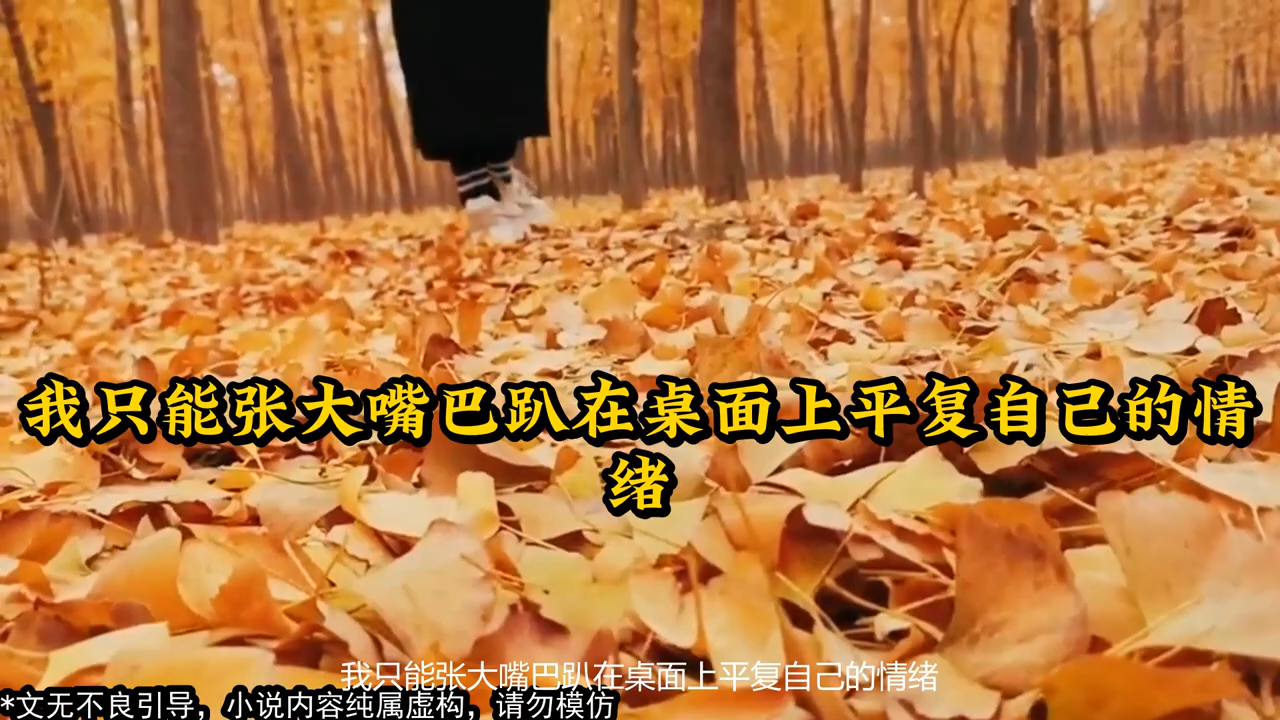 我只能张大嘴巴趴在桌面上平复自己的情
绪
我只能张大嘴巴趴在桌面上平复自己的情绪
*文无不良引导，小说内容纯属虚构，请勿模仿